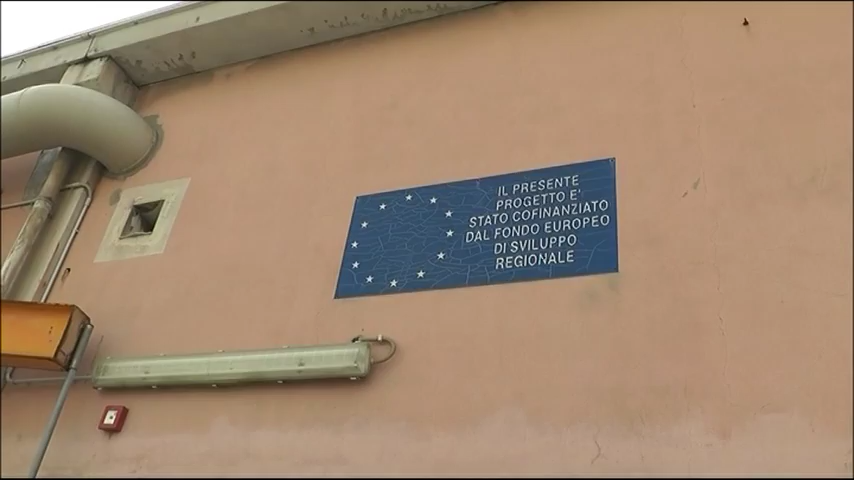 IL PRESENTE
PROGETTO E'
STATO COFINANZIATO
DAL FONDO EUROPEO
DI SVILUPPO
REGIONALE